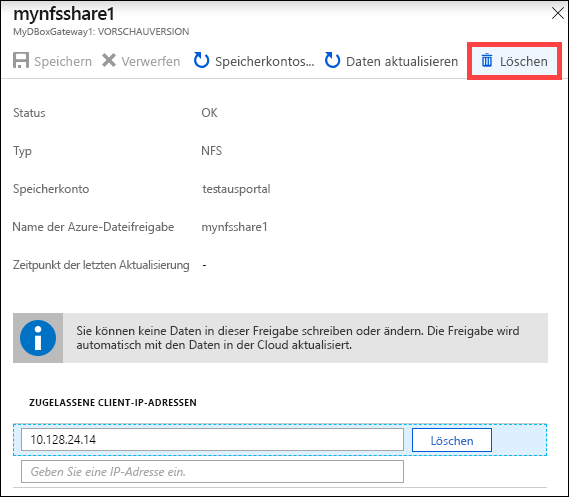 mynfsshare1
MyDBoxGateway1: VORSCHAUVERSION
Speichern Verwerfen Speicherkontos... Daten aktualisieren Löschen
Status OK
Typ NFS
Speicherkonto testausportal
Name der Azure-Dateifreigabe mynfsshare1
Zeitpunkt der letzten Aktualisierung -
Sie können keine Daten in dieser Freigabe schreiben oder ändern. Die Freigabe wird
automatisch mit den Daten in der Cloud aktualisiert.
ZUGELASSENE CLIENT-IP-ADRESSEN
10.128.24.14 Löschen
Geben Sie eine IP-Adresse ein.